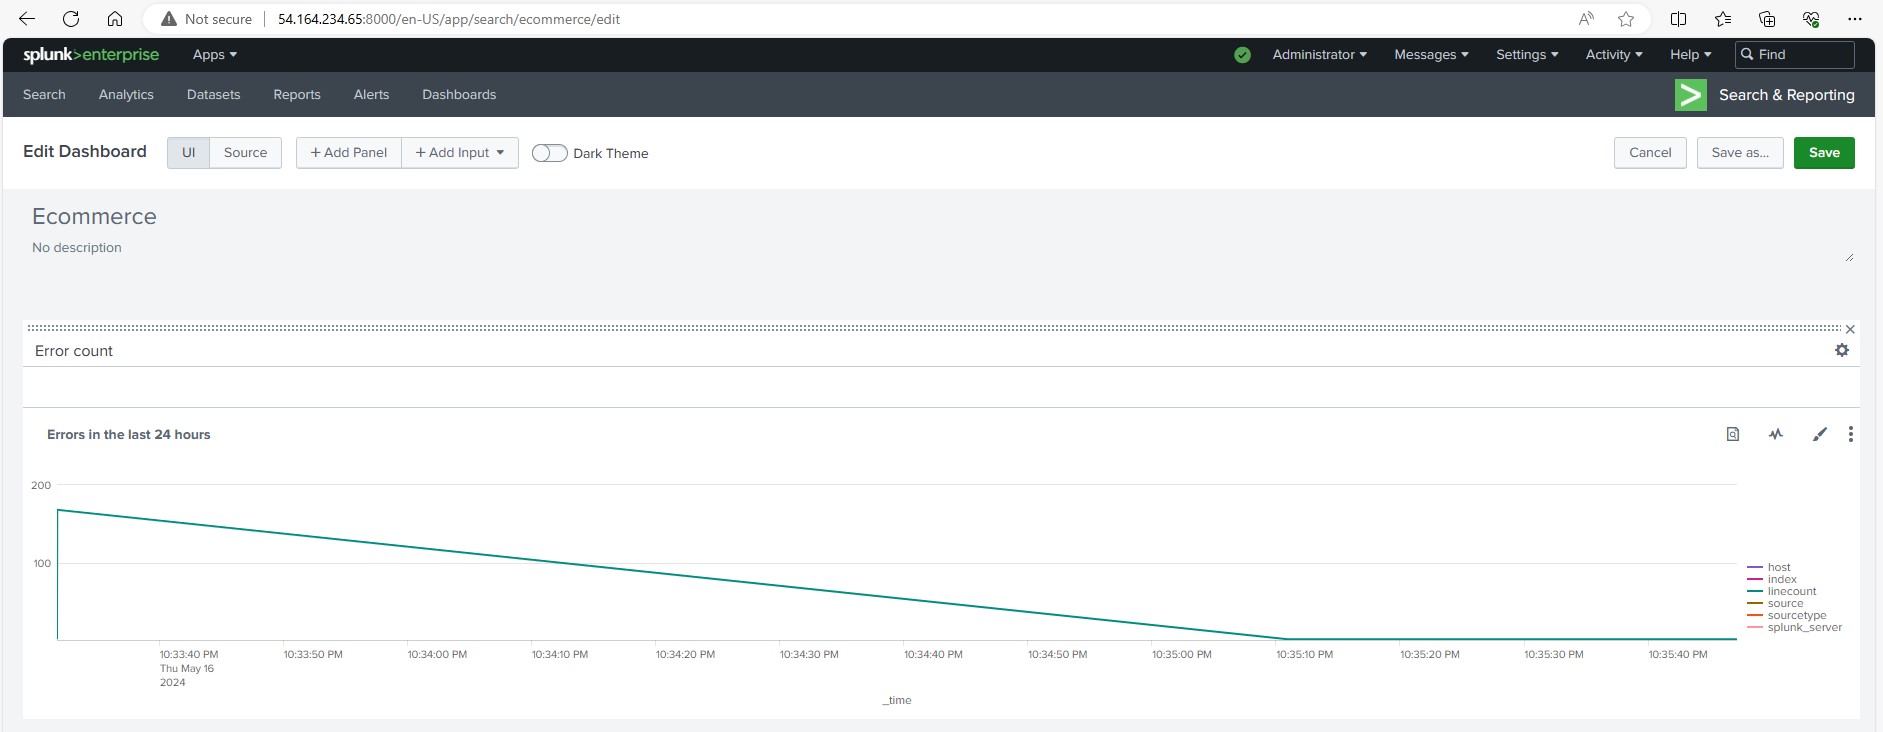 Not secure 54.164.234.65:8000/en-US/app/search/ecommerce/edit
splunk>enterprise Apps Administrator Messages Settings Activity Help Find
Search Analytics Datasets Reports Alerts Dashboards Search & Reporting
Edit Dashboard UI Source + Add Panel + Add Input Dark Theme Cancel Save as... Save
Ecommerce
No description
Error count
Errors in the last 24 hours
200
100
host
index
linecount
source
sourcetype
splunk_server
10:33:40 PM 10:33:50 PM 10:34:00 PM 10:34:10 PM 10:34:20 PM 10:34:30 PM 10:34:40 PM 10:34:50 PM 10:35:00 PM 10:35:10 PM 10:35:20 PM 10:35:30 PM 10:35:40 PM
Thu May 16
2024
_time